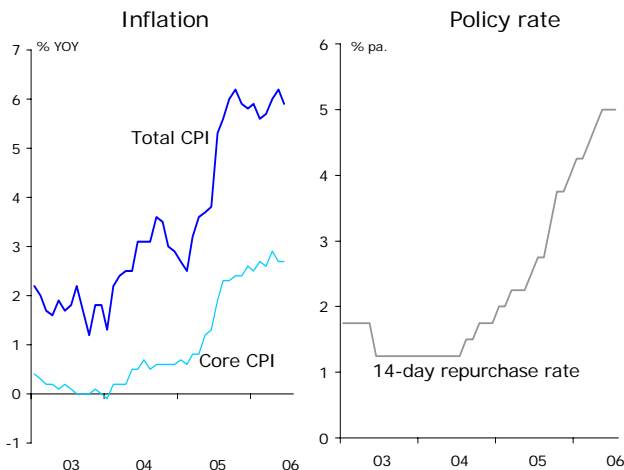 Inflation
% YOY
7
6
5
4
3
2
1
0
-1
Total CPI
Core CPI
03 04 05 06
Policy rate
% pa.
6
5
4
3
2
1
0
14-day repurchase rate
03 04 05 06